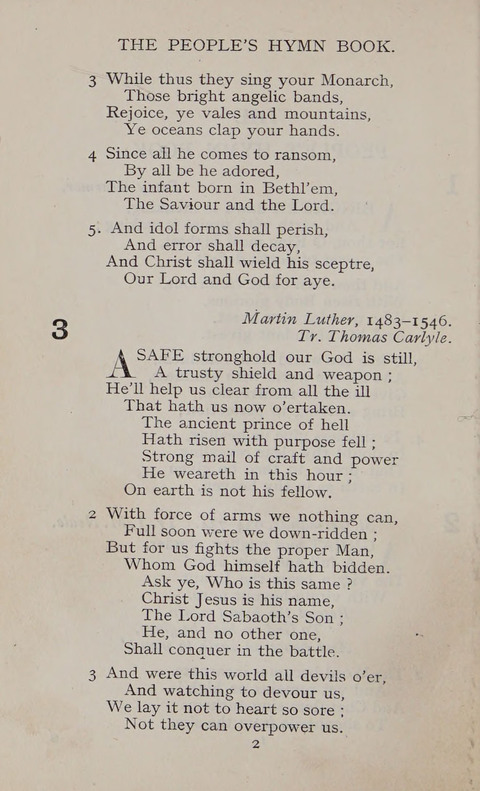 THE PEOPLE'S HYMN BOOK.
3 While thus they sing your Monarch,
Those bright angelic bands,
Rejoice, ye vales and mountains,
Ye oceans clap your hands.
4 Since all he comes to ransom,
By all be he adored,
The infant born in Bethl'em,
The Saviour and the Lord.
5. And idol forms shall perish,
And error shall decay,
And Christ shall wield his sceptre,
Our Lord and God for aye.
3
Martin Luther, 1483–1546.
Tr. Thomas Carlyle.
A SAFE stronghold our God is still,
A trusty shield and weapon ;
He'll help us clear from all the ill
That hath us now o'ertaken.
The ancient prince of hell
Hath risen with purpose fell ;
Strong mail of craft and power
He weareth in this hour ;
On earth is not his fellow.
2 With force of arms we nothing can,
Full soon were we down-ridden ;
But for us fights the proper Man,
Whom God himself hath bidden.
Ask ye, Who is this same ?
Christ Jesus is his name,
The Lord Sabaoth's Son ;
He, and no other one,
Shall conquer in the battle.
3 And were this world all devils o'er,
And watching to devour us,
We lay it not to heart so sore ;
Not they can overpower us.
2